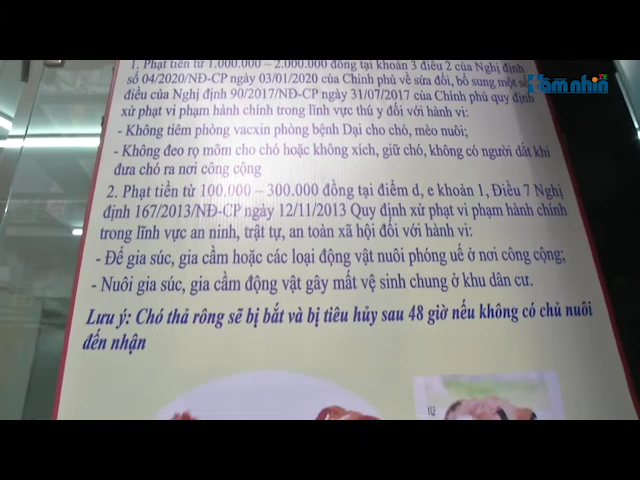 1. Phạt tiền từ 1.000.000 – 2.000.000 đồng tại khoản 3 điều 2 của Nghị định
số 04/2020/NĐ-CP ngày 03/01/2020 của Chính phủ về sửa đổi, bổ sung một số
điều của Nghị định 90/2017/NĐ-CP ngày 31/07/2017 của Chính phủ quy định
xử phạt vi phạm hành chính trong lĩnh vực thú y đối với hành vi:
- Không tiêm phòng vacxin phòng bệnh Dại cho chó, mèo nuôi;
- Không đeo rọ mõm cho chó hoặc không xích, giữ chó, không có người dắt khi
đưa chó ra nơi công cộng
2. Phạt tiền từ 100.000 – 300.000 đồng tại điểm d, e khoản 1, Điều 7 Nghị
định 167/2013/NĐ-CP ngày 12/11/2013 Quy định xử phạt vi phạm hành chính
trong lĩnh vực an ninh, trật tự, an toàn xã hội đối với hành vi:
- Để gia súc, gia cầm hoặc các loại động vật nuôi phóng uế ở nơi công cộng;
- Nuôi gia súc, gia cầm động vật gây mất vệ sinh chung ở khu dân cư.
Lưu ý: Chó thả rông sẽ bị bắt và bị tiêu hủy sau 48 giờ nếu không có chủ nuôi
đến nhận